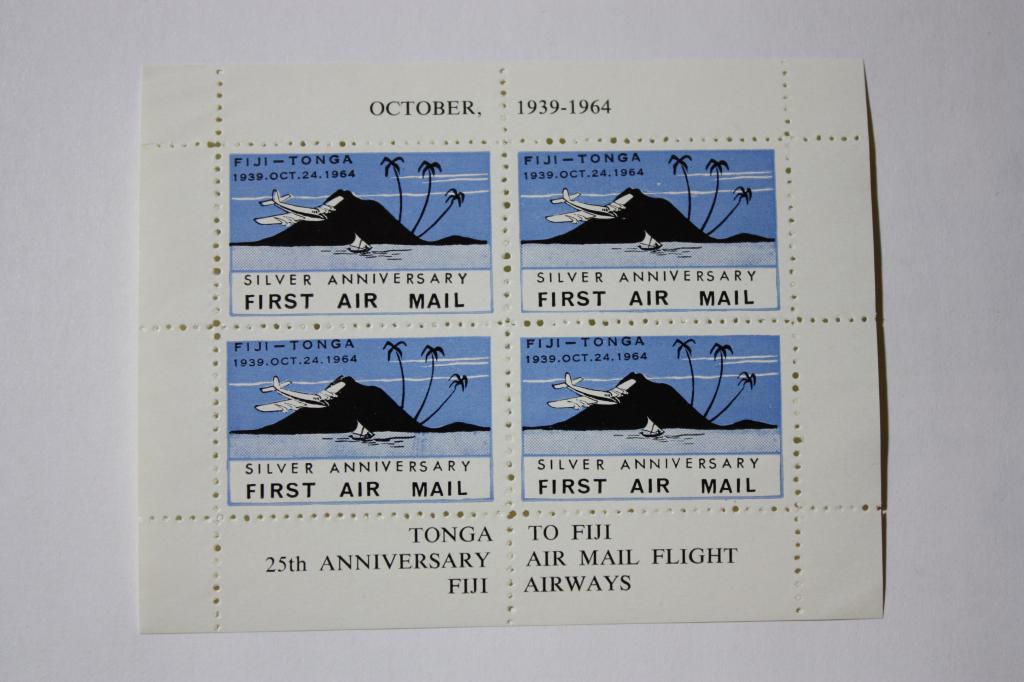 OCTOBER, 1939-1964
FIJI-TONGA
1939.OCT.24.1964
SILVER ANNIVERSARY
FIRST AIR MAIL
FIJI-TONGA
1939.OCT.24.1964
SILVER ANNIVERSARY
FIRST AIR MAIL
FIJI-TONGA
1939.OCT.24.1964
SILVER ANNIVERSARY
FIRST AIR MAIL
FIJI-TONGA
1939.OCT.24.1964
SILVER ANNIVERSARY
FIRST AIR MAIL
TONGA TO FIJI
25th ANNIVERSARY AIR MAIL FLIGHT
FIJI AIRWAYS